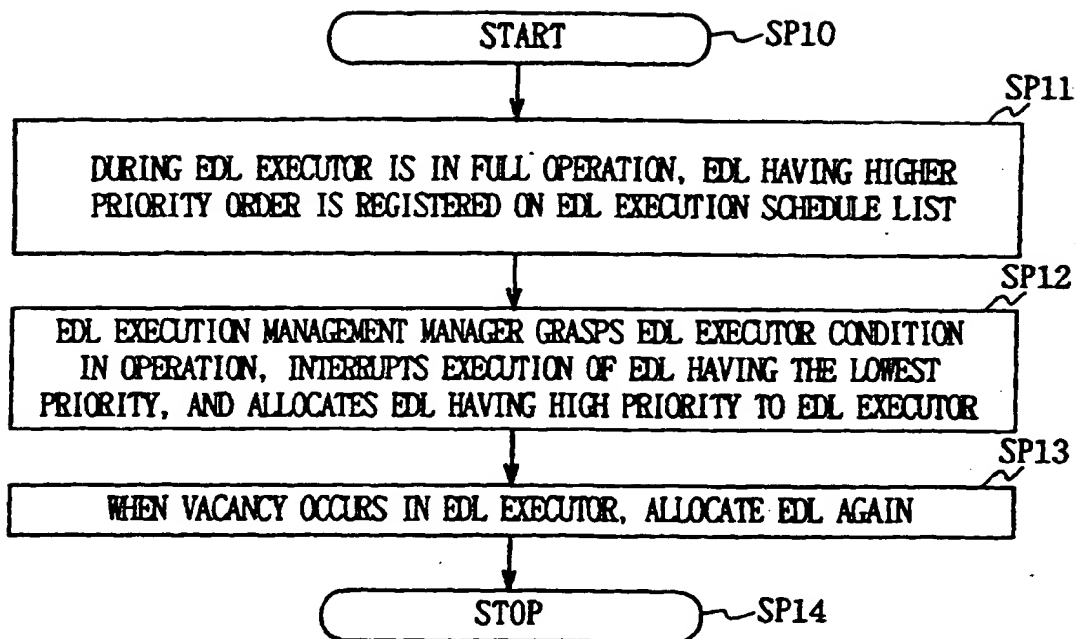 START
SP10
SP11
DURING EDL EXECUTOR IS IN FULL OPERATION, EDL HAVING HIGHER
PRIORITY ORDER IS REGISTERED ON EDL EXECUTION SCHEDULE LIST
SP12
EDL EXECUTION MANAGEMENT MANAGER GRASPS EDL EXECUTOR CONDITION
IN OPERATION, INTERRUPTS EXECUTION OF EDL HAVING THE LOWEST
PRIORITY, AND ALLOCATES EDL HAVING HIGH PRIORITY TO EDL EXECUTOR
SP13
WHEN VACANCY OCCURS IN EDL EXECUTOR, ALLOCATE EDL AGAIN
STOP
SP14